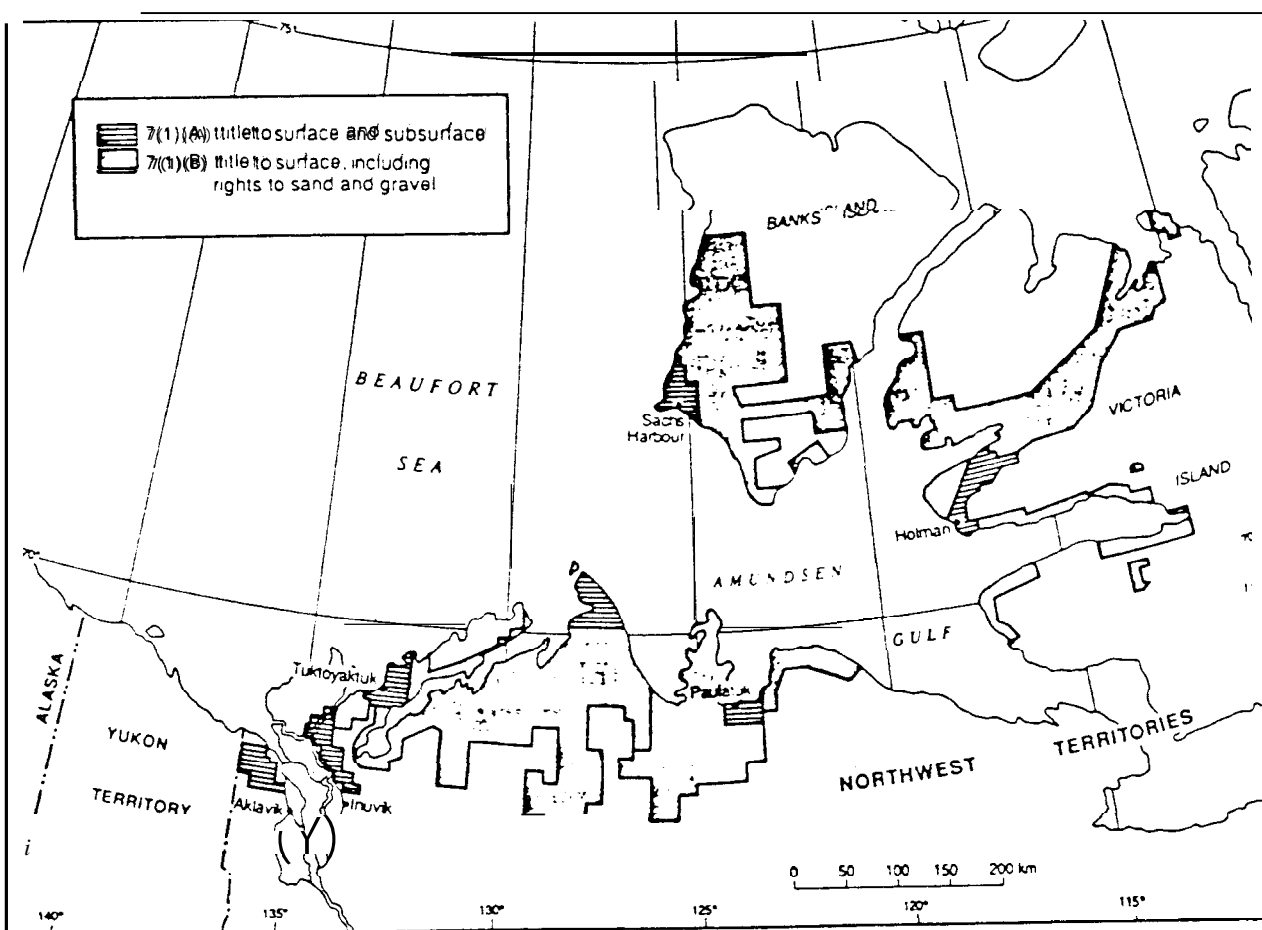 75°
7(1)(A) title to surface and subsurface
7(1)(B) title to surface, including
rights to sand and gravel
BANKS ISLAND
BEAUFORT
SEA
Sachs
Harbour
VICTORIA
ISLAND
Holman
70°
AMUNDSEN
GULF
Tuktoyaktuk
Paulatuk
ALASKA
YUKON
TERRITORY
Aklavik
Inuvik
NORTHWEST TERRITORIES
0 50 100 150 200 km
140° 135° 130° 125° 120° 115°